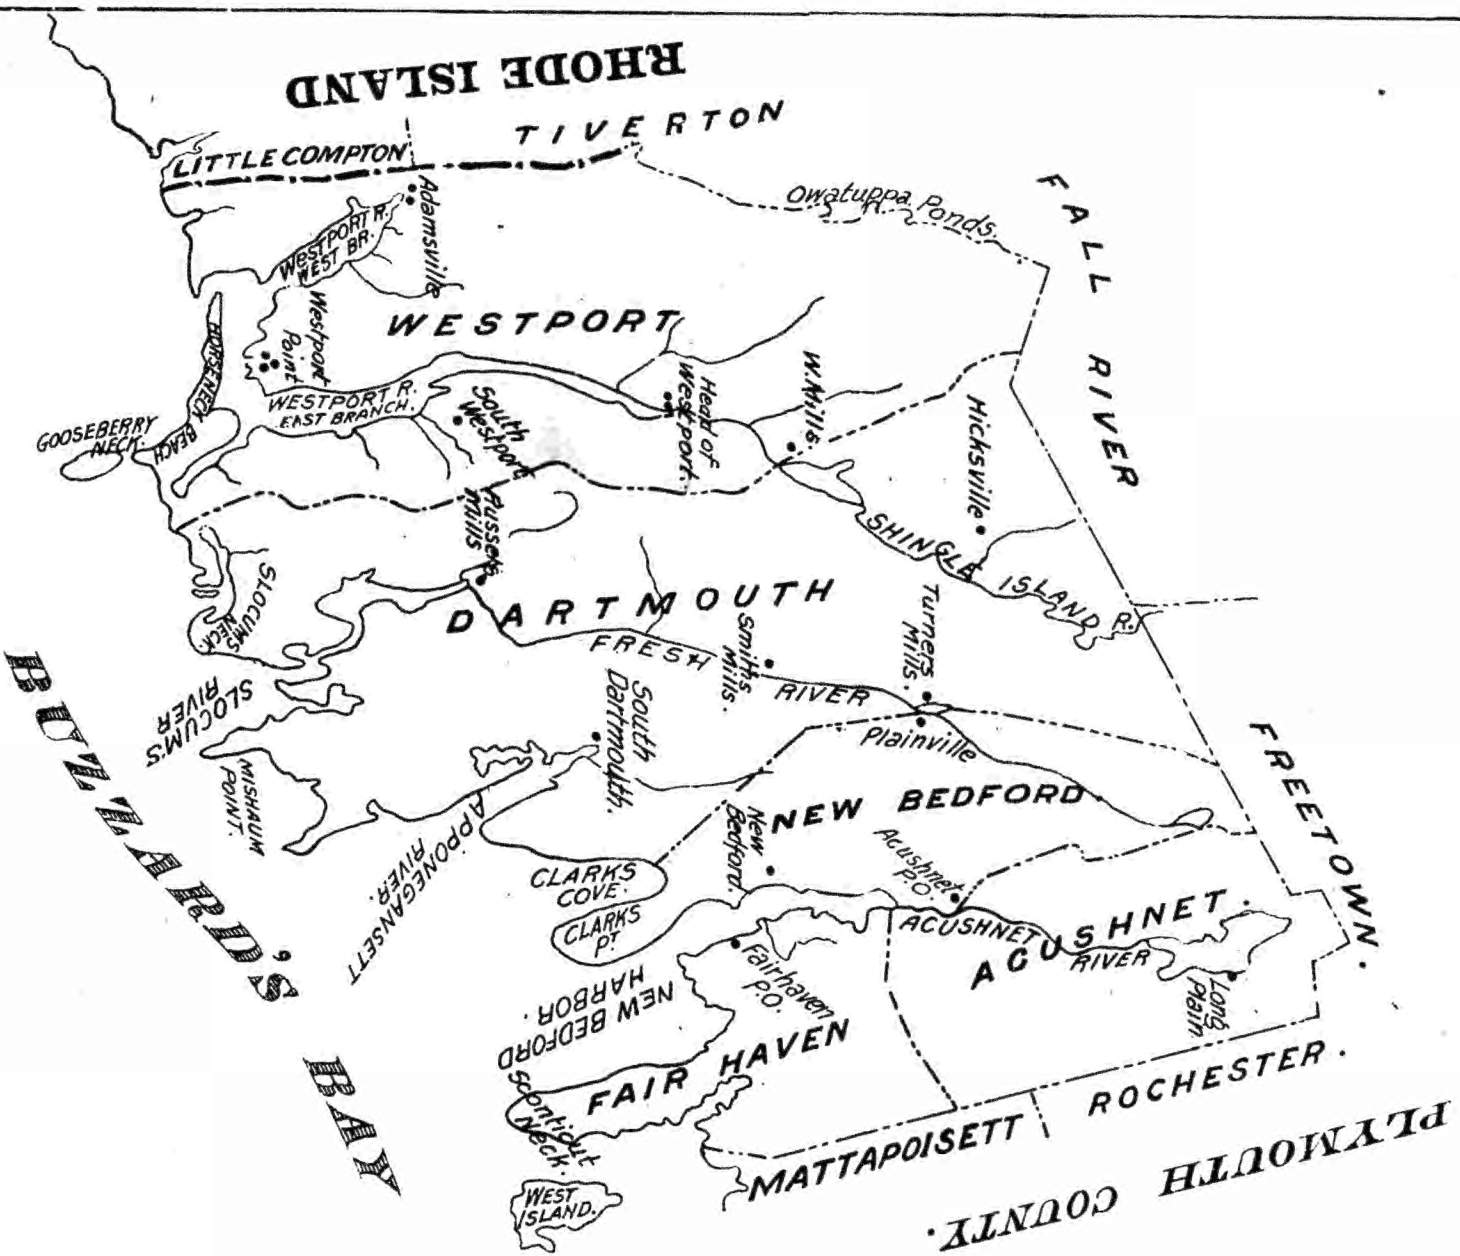 RHODE ISLAND
TIVERTON
LITTLE COMPTON
Owatuppa Ponds.
FALL RIVER
Adamsville
WESTPORT R.
WEST BR.
WESTPORT
Westport
Point
HORSENECK
BEACH
GOOSEBERRY
NECK.
WESTPORT R.
EAST BRANCH.
South
Westport
Head of
Westport.
W. Mills
Hicksville
SHINGLE ISLAND R.
Russells
Mills
SLOCUMS
NECK.
DARTMOUTH
FRESH RIVER
Smiths
Mills.
Turners
Mills.
Plainville
SLOCUM'S
RIVER
MISHAUM
POINT.
South
Dartmouth.
APPONEGANSETT
RIVER.
BUZZARD'S BAY
NEW BEDFORD
New
Bedford.
FREETOWN.
CLARKS
COVE.
CLARKS
PT.
Acushnet
P.O.
ACUSHNET RIVER
ACUSHNET.
Long
Plain
Fairhaven
P.O.
NEW BEDFORD
HARBOR.
FAIR HAVEN
Sconticut
Neck.
WEST
ISLAND.
MATTAPOISETT
ROCHESTER.
PLYMOUTH COUNTY.